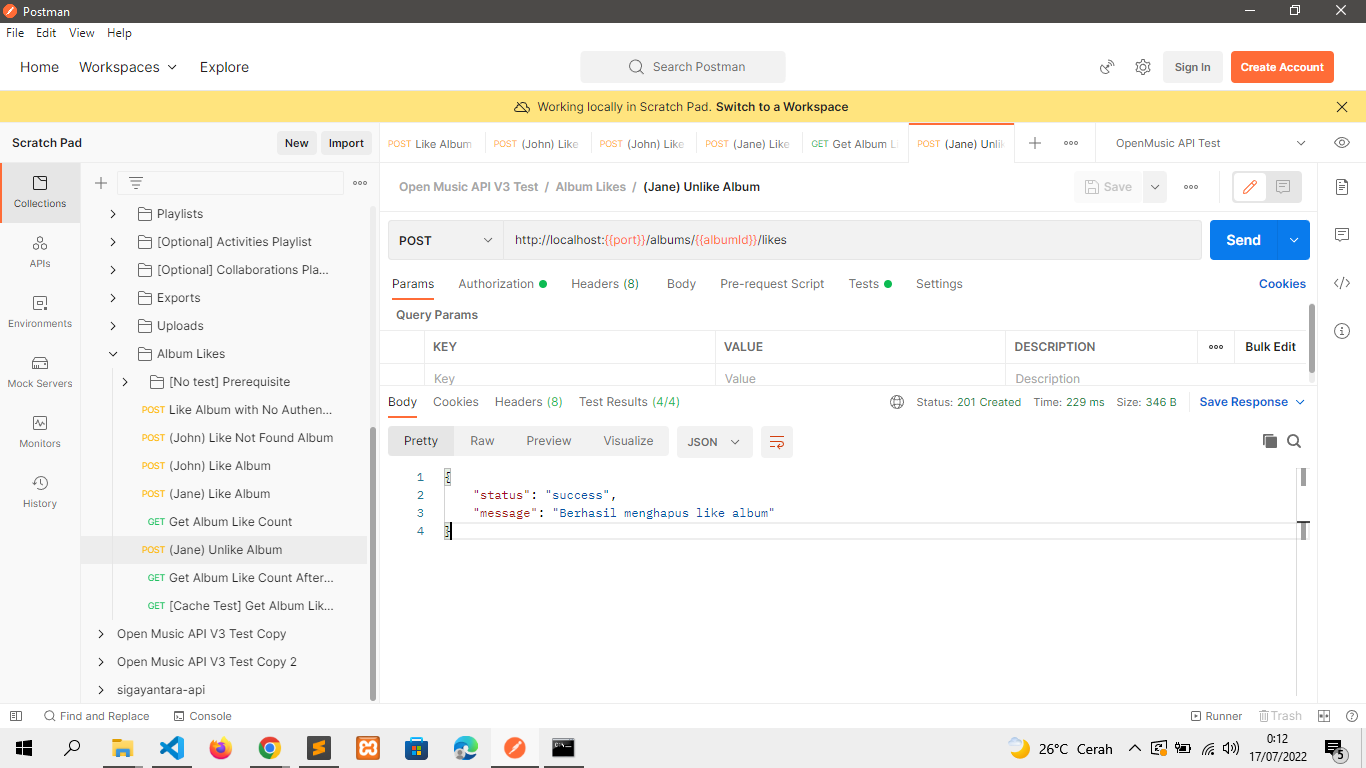 Postman
File Edit View Help
Home Workspaces Explore
Search Postman
Sign In
Create Account
Working locally in Scratch Pad. Switch to a Workspace
Scratch Pad
New
Import
POST Like Album
POST (John) Like
POST (John) Like
POST (Jane) Like
GET Get Album Li
POST (Jane) Unlik
OpenMusic API Test
Collections
APIs
Environments
Mock Servers
Monitors
History
Playlists
[Optional] Activities Playlist
[Optional] Collaborations Pla...
Exports
Uploads
Album Likes
[No test] Prerequisite
POST Like Album with No Authen...
POST (John) Like Not Found Album
POST (John) Like Album
POST (Jane) Like Album
GET Get Album Like Count
POST (Jane) Unlike Album
GET Get Album Like Count After...
GET [Cache Test] Get Album Lik...
Open Music API V3 Test Copy
Open Music API V3 Test Copy 2
sigayantara-api
Open Music API V3 Test / Album Likes / (Jane) Unlike Album
Save
POST
http://localhost:{{port}}/albums/{{albumId}}/likes
Send
Params Authorization Headers (8) Body Pre-request Script Tests Settings
Cookies
Query Params
KEY VALUE DESCRIPTION
Bulk Edit
Key Value Description
Body Cookies Headers (8) Test Results (4/4)
Status: 201 Created Time: 229 ms Size: 346 B
Save Response
Pretty Raw Preview Visualize
JSON
1 {
2 "status": "success",
3 "message": "Berhasil menghapus like album"
4 }
Find and Replace
Console
Runner
Trash
26°C Cerah
0:12
17/07/2022
5